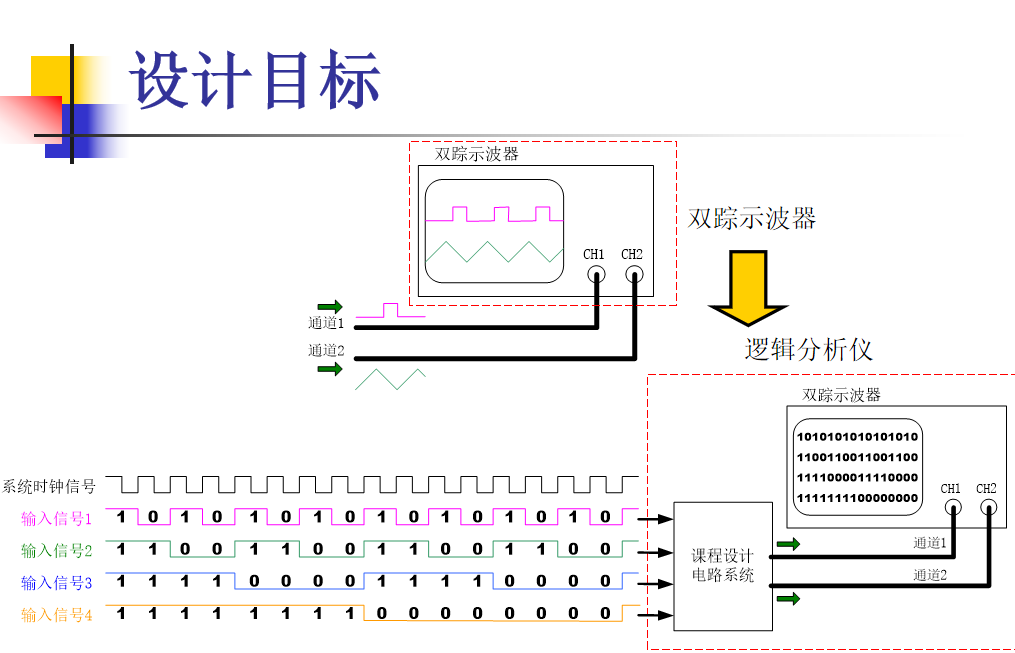 设计目标
双踪示波器
CH1 CH2
双踪示波器
通道1
通道2
逻辑分析仪
双踪示波器
1010101010101010
1100110011001100
1111000011110000
1111111100000000
CH1 CH2
系统时钟信号
输入信号1 1 0 1 0 1 0 1 0 1 0 1 0 1 0 1 0
输入信号2 1 1 0 0 1 1 0 0 1 1 0 0 1 1 0 0
输入信号3 1 1 1 1 0 0 0 0 1 1 1 1 0 0 0 0
输入信号4 1 1 1 1 1 1 1 1 0 0 0 0 0 0 0 0
课程设计
电路系统
通道1
通道2